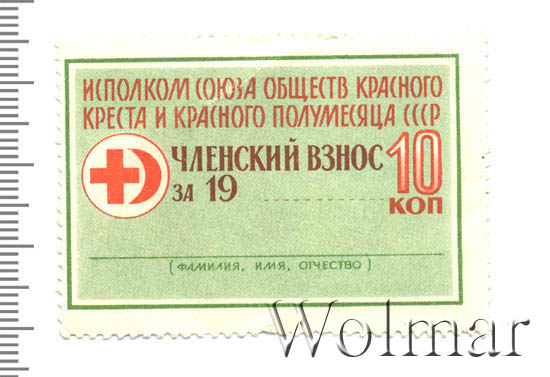 ИСПОЛКОМ СОЮЗА ОБЩЕСТВ КРАСНОГО
КРЕСТА И КРАСНОГО ПОЛУМЕСЯЦА СССР
ЧЛЕНСКИЙ ВЗНОС
ЗА 19
10
КОП
(ФАМИЛИЯ, ИМЯ, ОТЧЕСТВО)
Wolmar